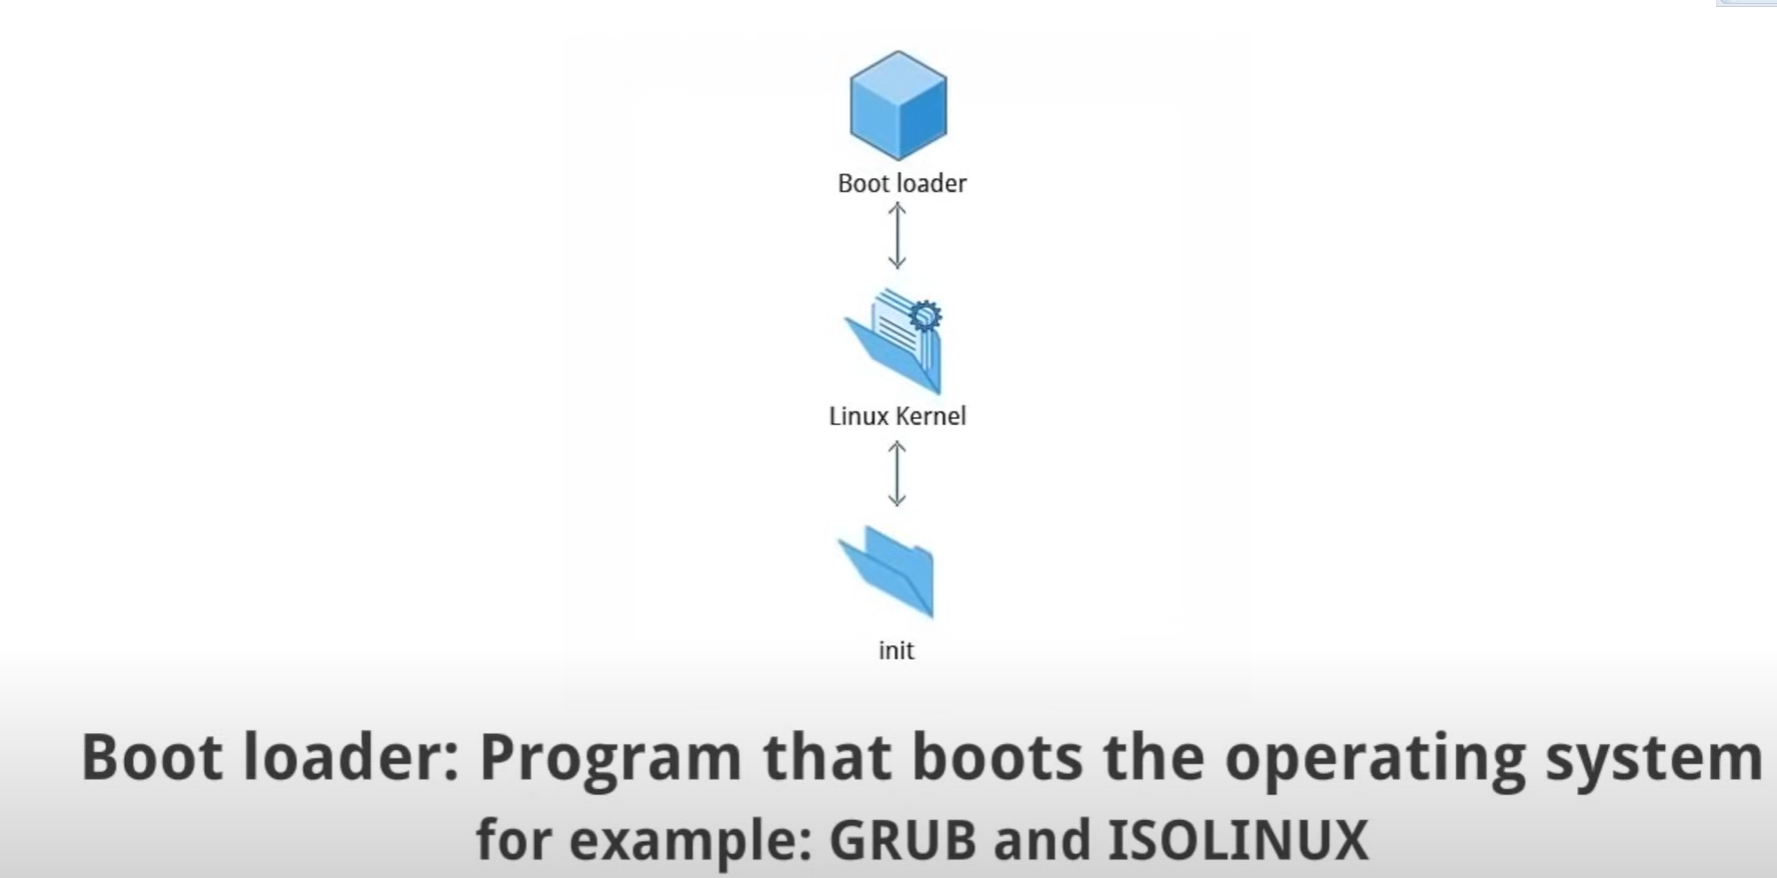 Boot loader
Linux Kernel
init
Boot loader: Program that boots the operating system
for example: GRUB and ISOLINUX